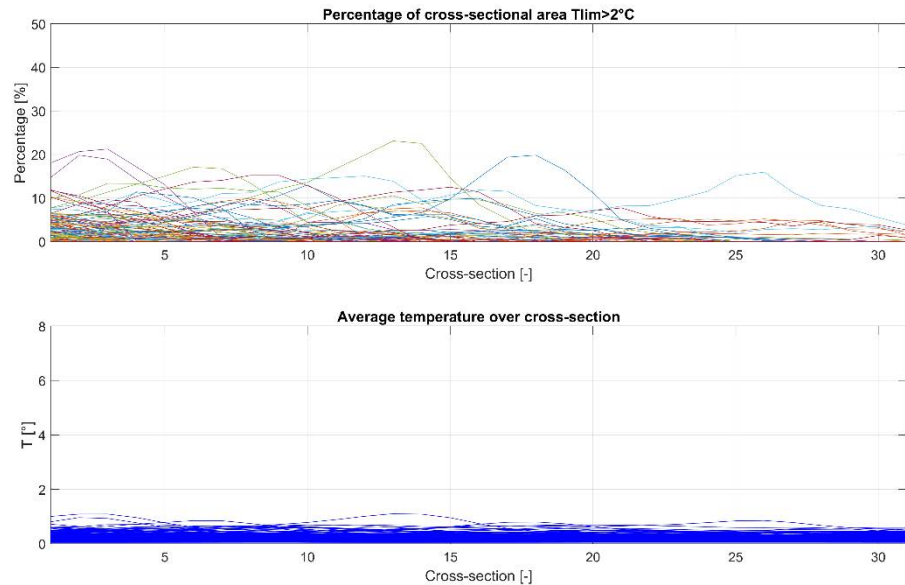 Percentage of cross-sectional area Tlim>2°C
50
40
30
20
10
0
Percentage [%]
5 10 15 20 25 30
Cross-section [-]
Average temperature over cross-section
8
6
4
2
0
T [°]
5 10 15 20 25 30
Cross-section [-]